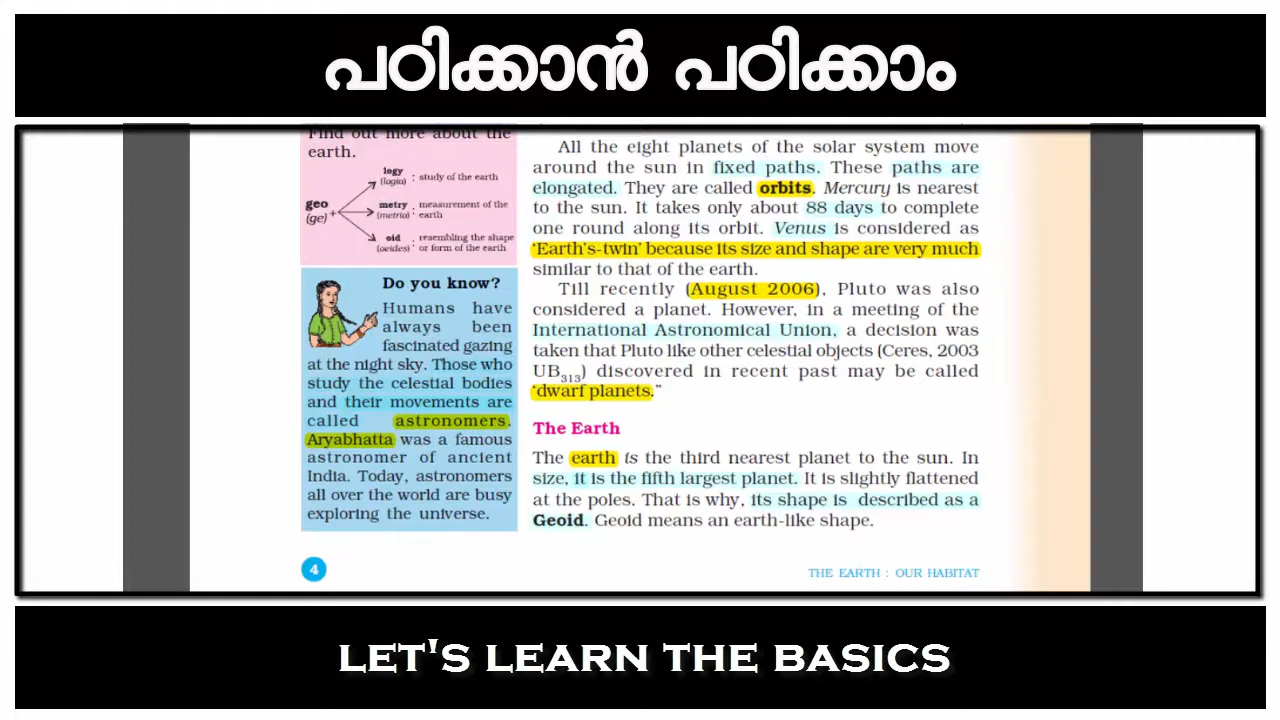 പഠിക്കാൻ പഠിക്കാം
Find out more about the
earth.
geo
(ge)
+
logy
(logia)
: study of the earth
metry
(metria)
: measurement of the
earth
oid
(oeides)
: resembling the shape
or form of the earth
Do you know?
Humans have
always been
fascinated gazing
at the night sky. Those who
study the celestial bodies
and their movements are
called astronomers.
Aryabhatta was a famous
astronomer of ancient
India. Today, astronomers
all over the world are busy
exploring the universe.
4
All the eight planets of the solar system move
around the sun in fixed paths. These paths are
elongated. They are called orbits. Mercury is nearest
to the sun. It takes only about 88 days to complete
one round along its orbit. Venus is considered as
‘Earth’s-twin’ because its size and shape are very much
similar to that of the earth.
Till recently (August 2006), Pluto was also
considered a planet. However, in a meeting of the
International Astronomical Union, a decision was
taken that Pluto like other celestial objects (Ceres, 2003
UB313) discovered in recent past may be called
‘dwarf planets.”
The Earth
The earth is the third nearest planet to the sun. In
size, it is the fifth largest planet. It is slightly flattened
at the poles. That is why, its shape is described as a
Geoid. Geoid means an earth-like shape.
THE EARTH : OUR HABITAT
LET'S LEARN THE BASICS